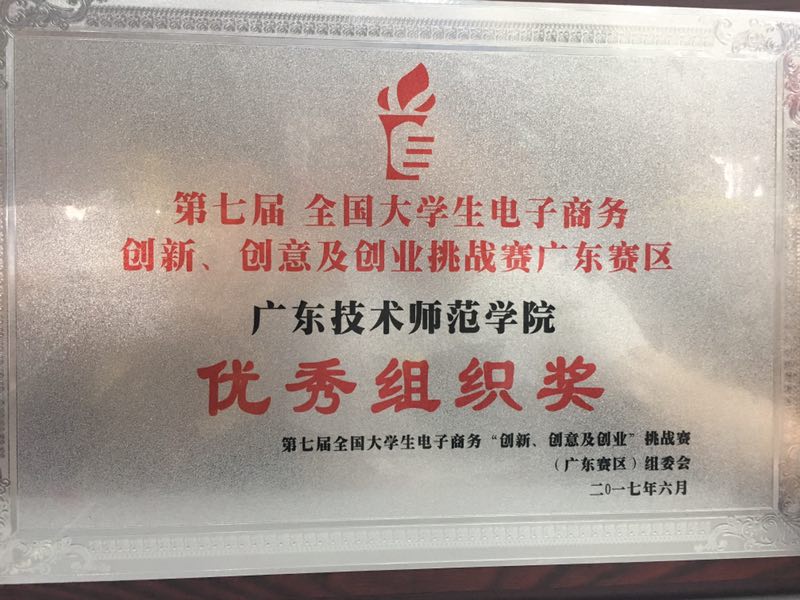 第七届 全国大学生电子商务
创新、创意及创业挑战赛广东赛区
广东技术师范学院
优秀组织奖
第七届全国大学生电子商务“创新、创意及创业”挑战赛
（广东赛区）组委会
二0一七年六月